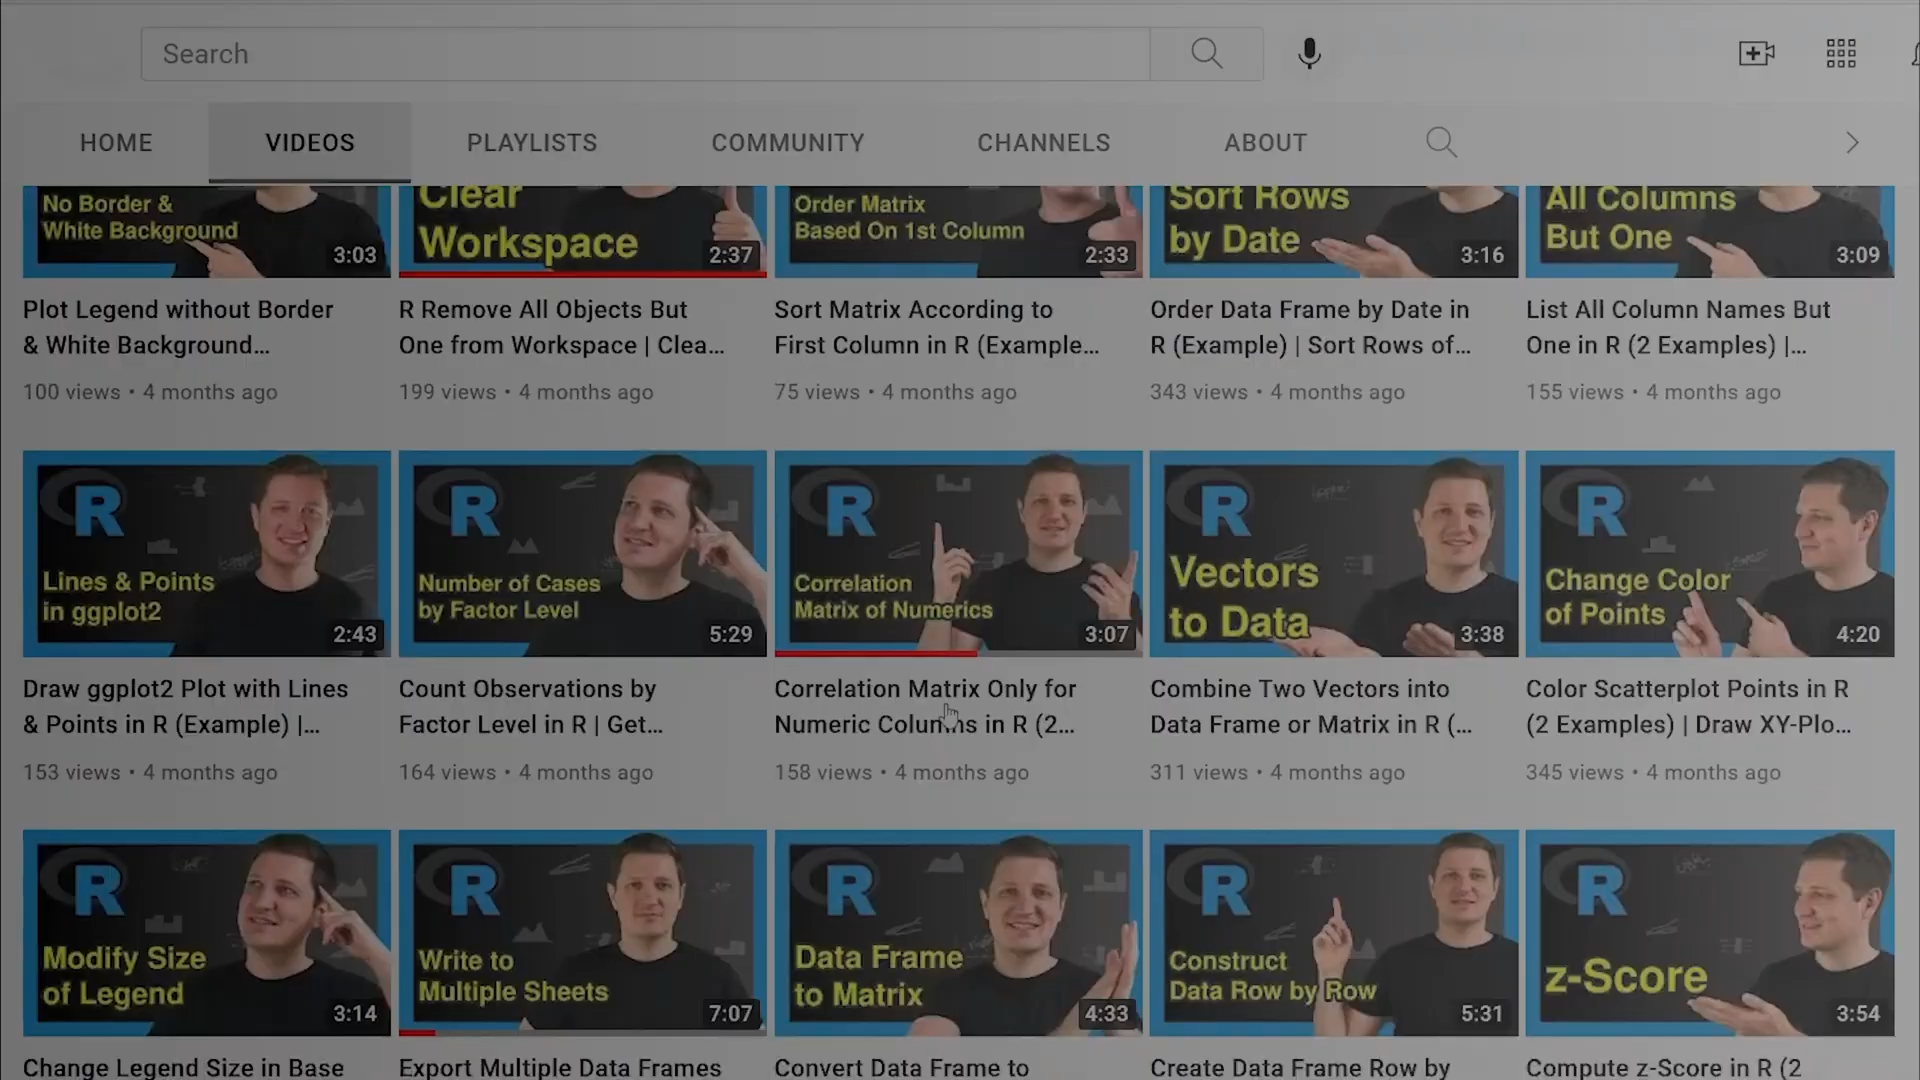 Search
HOME
VIDEOS
PLAYLISTS
COMMUNITY
CHANNELS
ABOUT
No Border &
White Background
3:03
Clear
Workspace
2:37
Order Matrix
Based On 1st Column
2:33
Sort Rows
by Date
3:16
All Columns
But One
3:09
Plot Legend without Border
& White Background...
100 views • 4 months ago
R Remove All Objects But
One from Workspace | Clea...
199 views • 4 months ago
Sort Matrix According to
First Column in R (Example...
75 views • 4 months ago
Order Data Frame by Date in
R (Example) | Sort Rows of...
343 views • 4 months ago
List All Column Names But
One in R (2 Examples) |...
155 views • 4 months ago
R
Lines & Points
in ggplot2
2:43
R
Number of Cases
by Factor Level
5:29
R
Correlation
Matrix of Numerics
3:07
R
Vectors
to Data
3:38
R
Change Color
of Points
4:20
Draw ggplot2 Plot with Lines
& Points in R (Example) |...
153 views • 4 months ago
Count Observations by
Factor Level in R | Get...
164 views • 4 months ago
Correlation Matrix Only for
Numeric Columns in R (2...
158 views • 4 months ago
Combine Two Vectors into
Data Frame or Matrix in R (...
311 views • 4 months ago
Color Scatterplot Points in R
(2 Examples) | Draw XY-Plo...
345 views • 4 months ago
R
Modify Size
of Legend
3:14
R
Write to
Multiple Sheets
7:07
R
Data Frame
to Matrix
4:33
R
Construct
Data Row by Row
5:31
R
z-Score
3:54
Change Legend Size in Base
Export Multiple Data Frames
Convert Data Frame to
Create Data Frame Row by
Compute z-Score in R (2